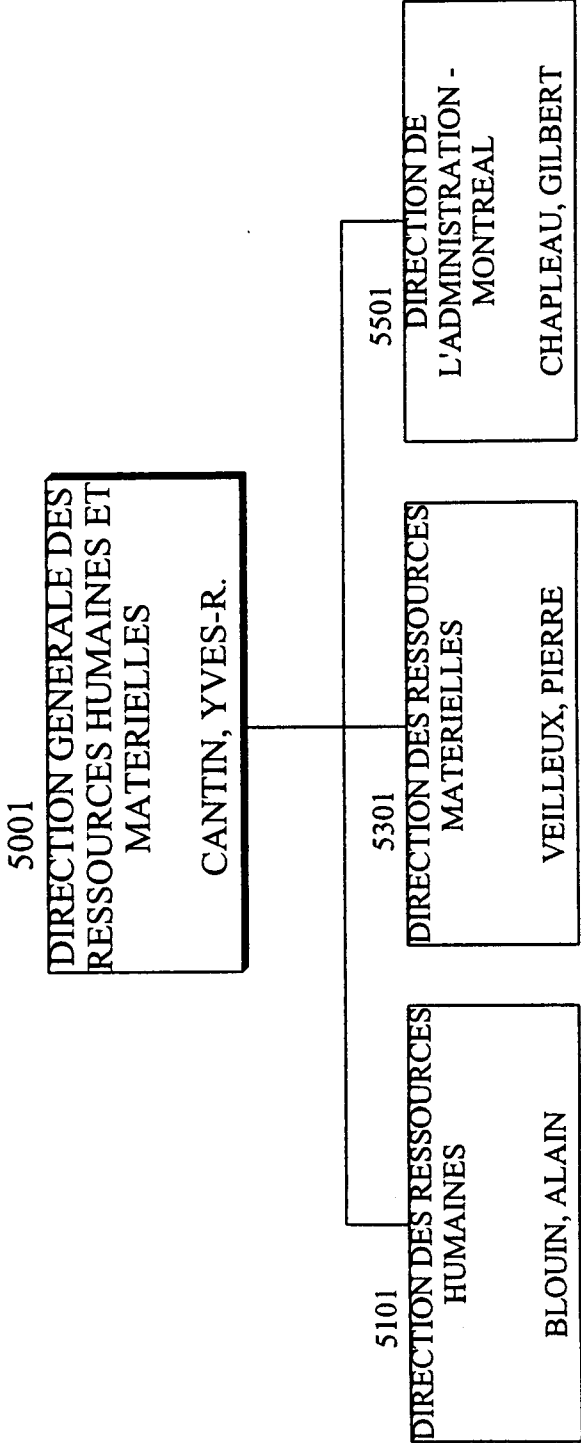 5001
DIRECTION GENERALE DES
RESSOURCES HUMAINES ET
MATERIELLES
CANTIN, YVES-R.
5101
DIRECTION DES RESSOURCES
HUMAINES
BLOUIN, ALAIN
5301
DIRECTION DES RESSOURCES
MATERIELLES
VEILLEUX, PIERRE
5501
DIRECTION DE
L'ADMINISTRATION -
MONTREAL
CHAPLEAU, GILBERT